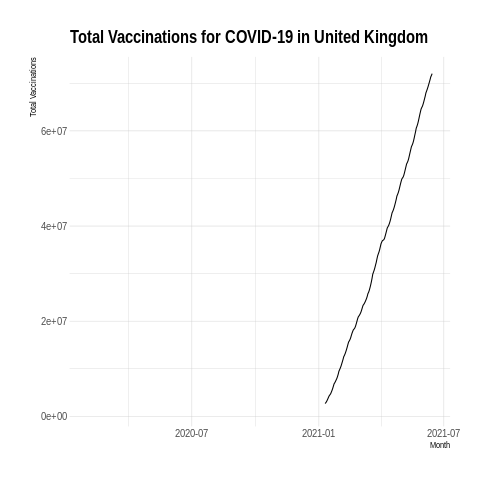 Total Vaccinations for COVID-19 in United Kingdom
Total Vaccinations
6e+07
4e+07
2e+07
0e+00
2020-07
2021-01
2021-07
Month